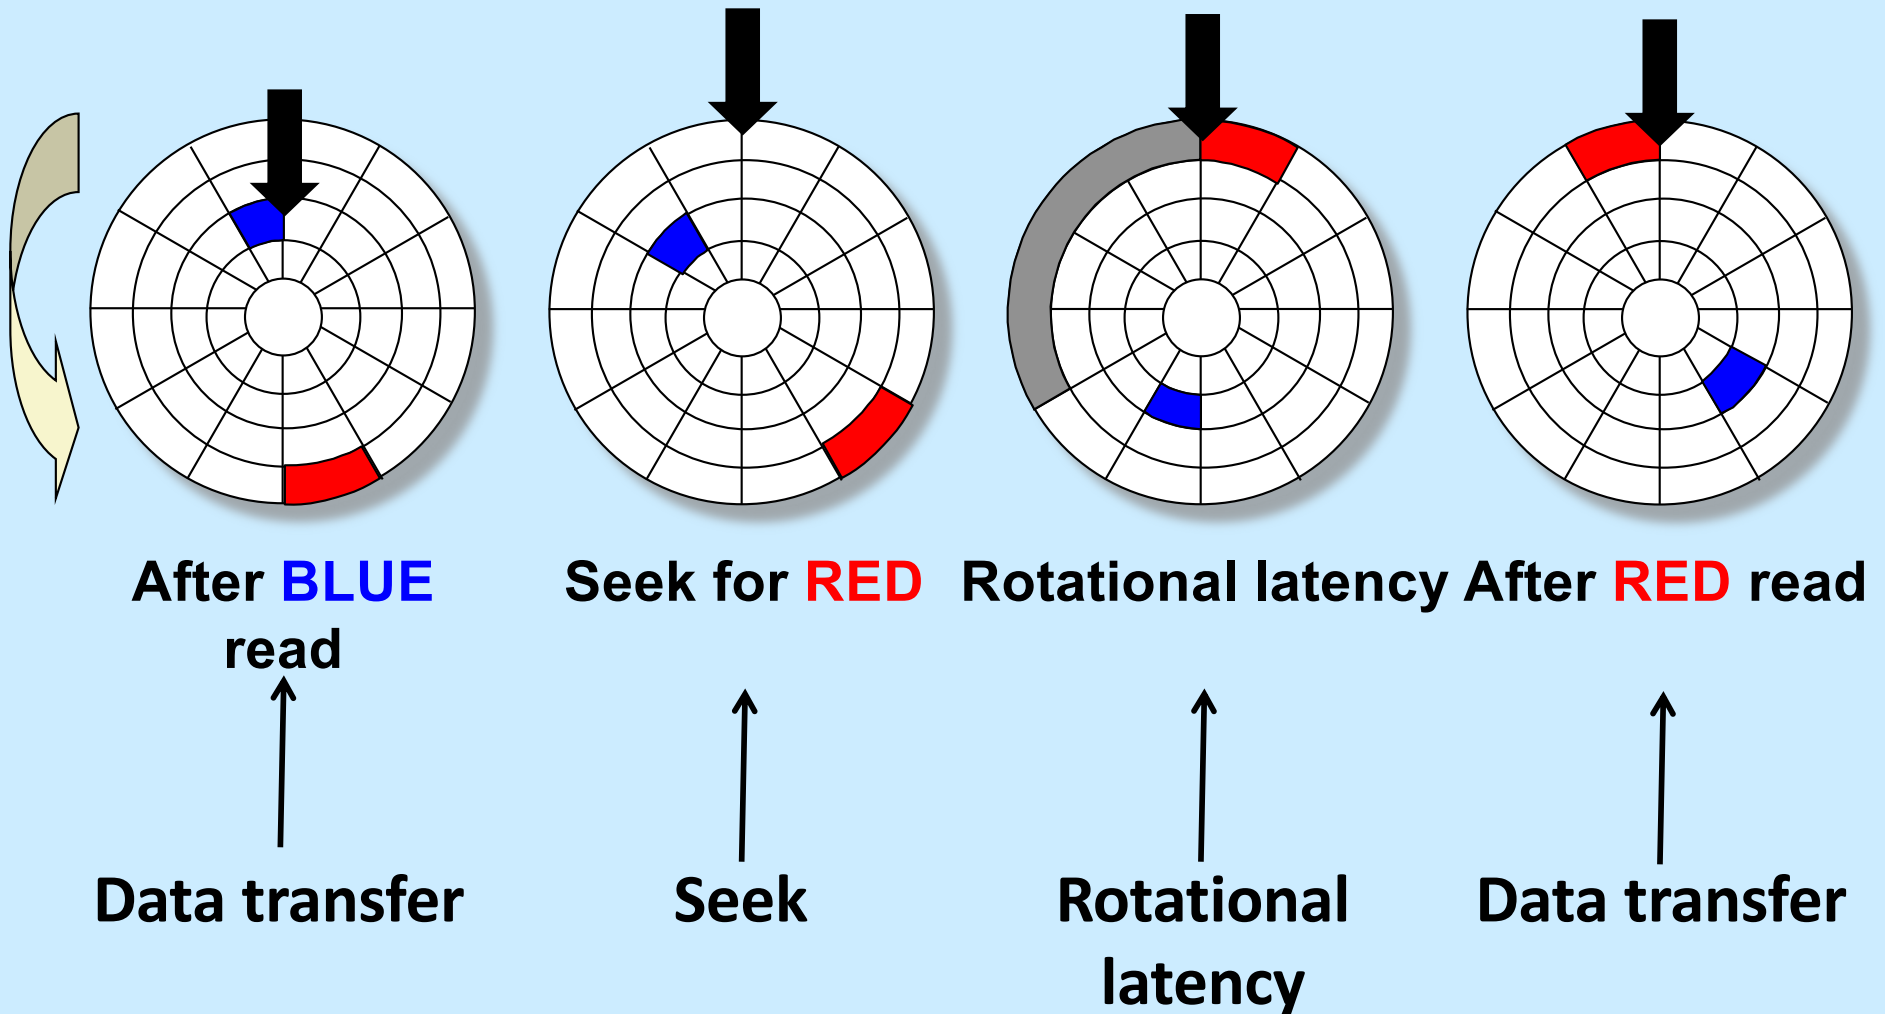 After BLUE
read
Seek for RED
Rotational latency
After RED read
Data transfer
Seek
Rotational
latency
Data transfer